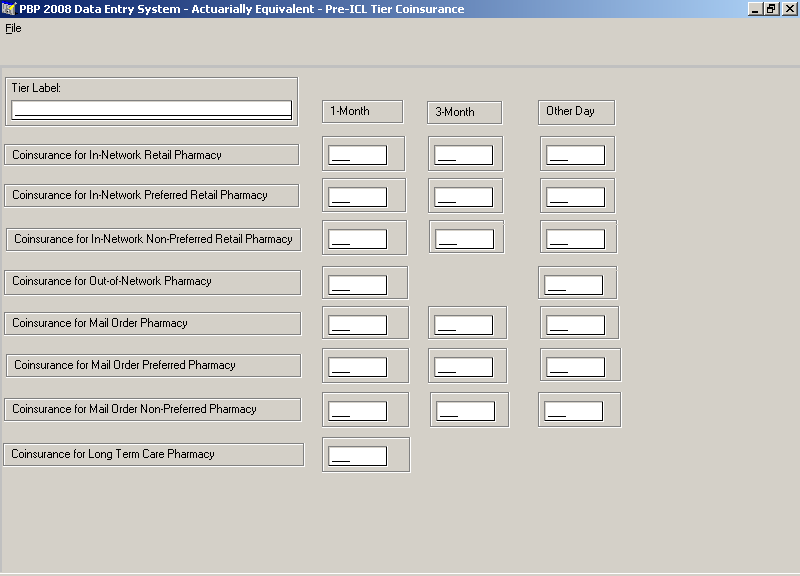 PBP 2008 Data Entry System - Actuarially Equivalent - Pre-ICL Tier Coinsurance
File
Tier Label:
1-Month 3-Month Other Day
Coinsurance for In-Network Retail Pharmacy
Coinsurance for In-Network Preferred Retail Pharmacy
Coinsurance for In-Network Non-Preferred Retail Pharmacy
Coinsurance for Out-of-Network Pharmacy
Coinsurance for Mail Order Pharmacy
Coinsurance for Mail Order Preferred Pharmacy
Coinsurance for Mail Order Non-Preferred Pharmacy
Coinsurance for Long Term Care Pharmacy